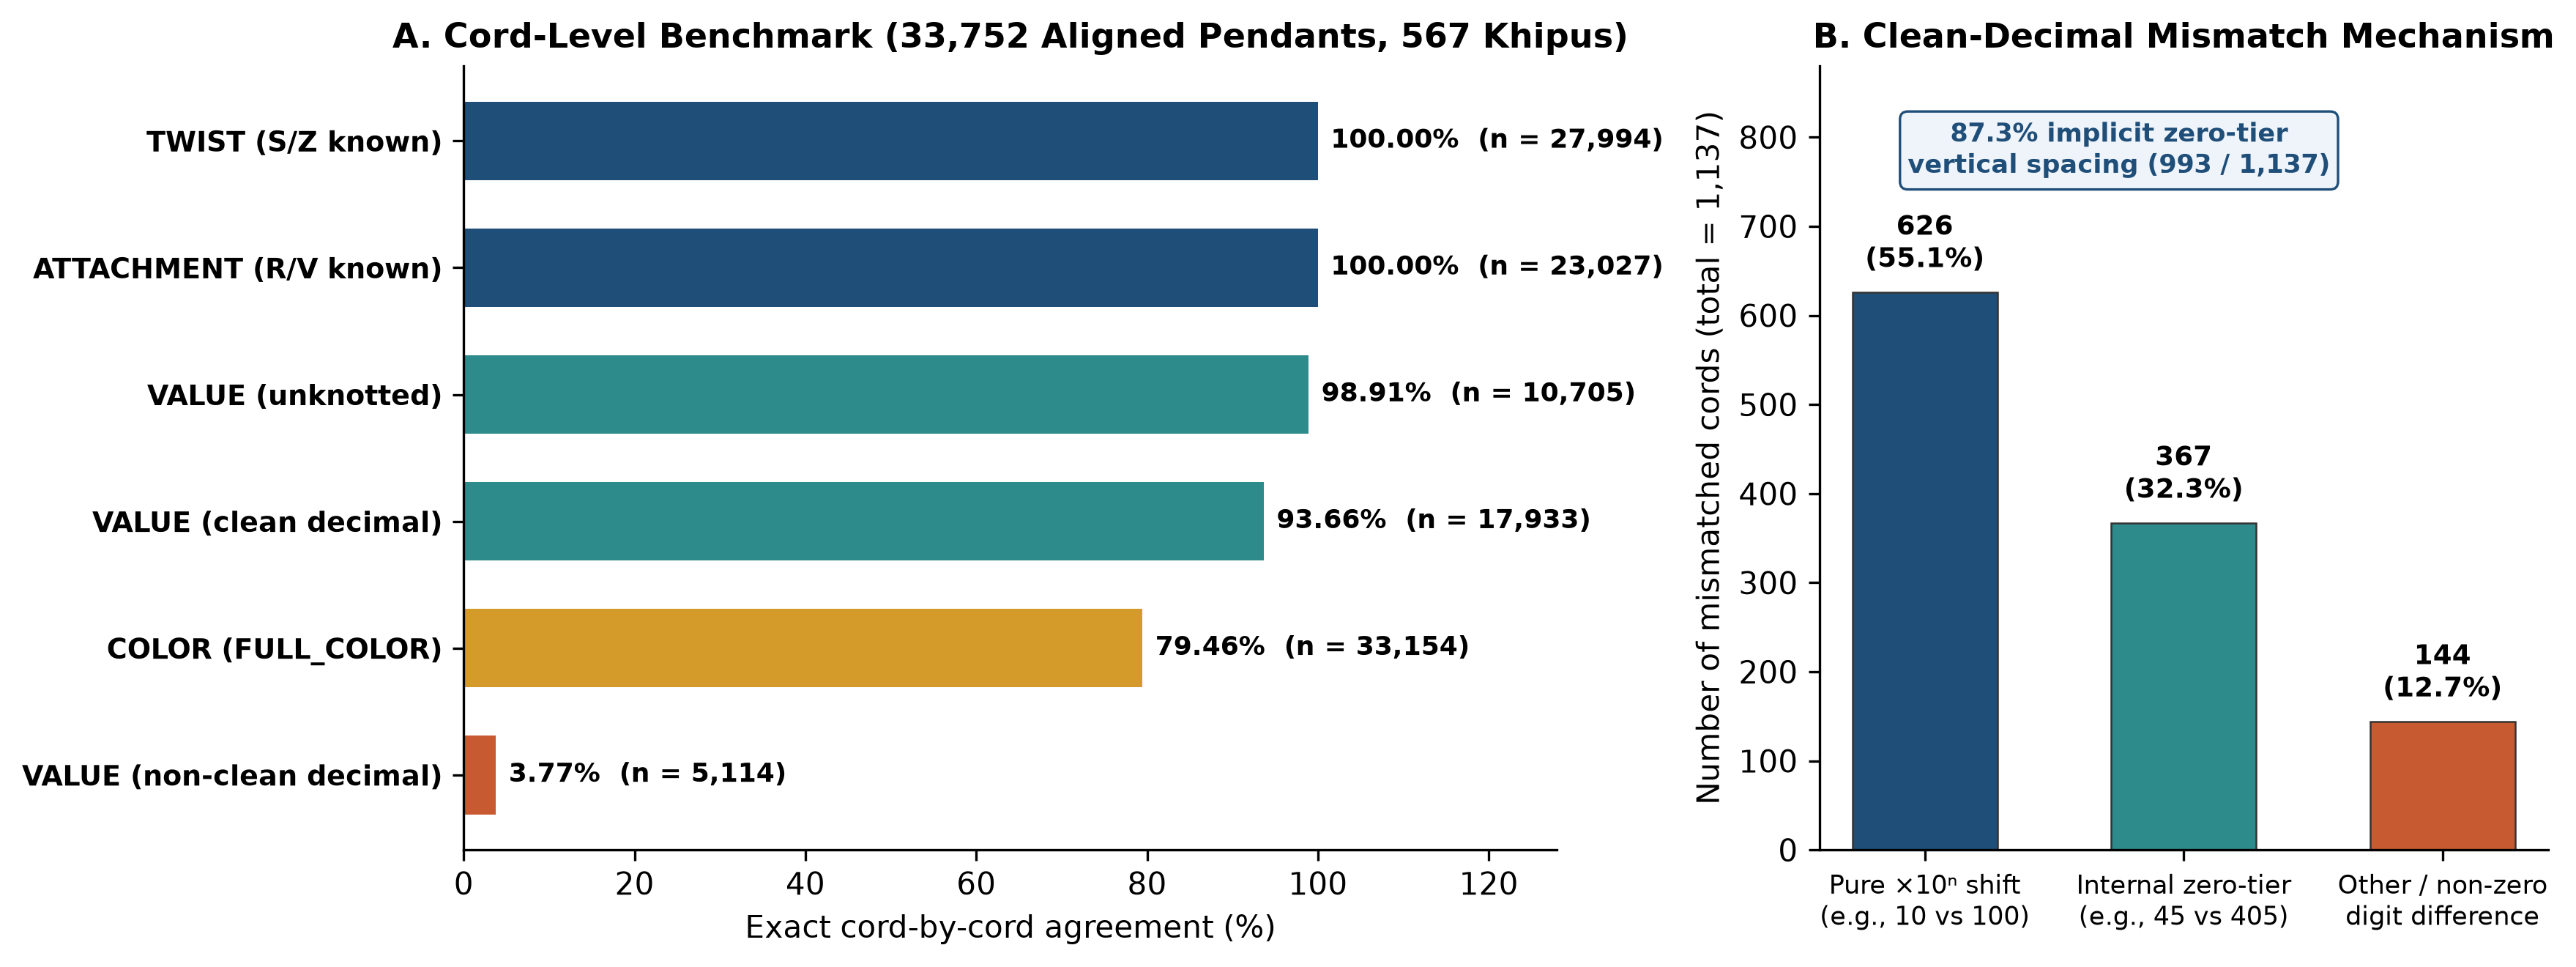 A. Cord-Level Benchmark (33,752 Aligned Pendants, 567 Khipus)
TWIST (S/Z known)
100.00%  (n = 27,994)
ATTACHMENT (R/V known)
100.00%  (n = 23,027)
VALUE (unknotted)
98.91%  (n = 10,705)
VALUE (clean decimal)
93.66%  (n = 17,933)
COLOR (FULL_COLOR)
79.46%  (n = 33,154)
VALUE (non-clean decimal)
3.77%  (n = 5,114)
0 20 40 60 80 100 120
Exact cord-by-cord agreement (%)
B. Clean-Decimal Mismatch Mechanism
Number of mismatched cords (total = 1,137)
800
700
600
500
400
300
200
100
0
87.3% implicit zero-tier
vertical spacing (993 / 1,137)
626
(55.1%)
367
(32.3%)
144
(12.7%)
Pure ×10ⁿ shift
(e.g., 10 vs 100)
Internal zero-tier
(e.g., 45 vs 405)
Other / non-zero
digit difference